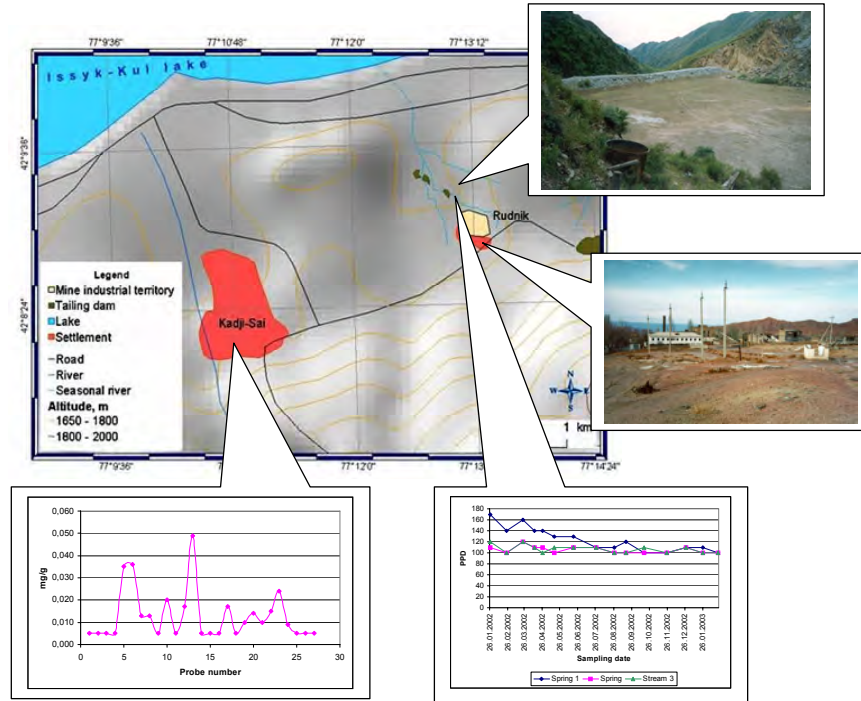 77°9'36"
77°10'48"
77°12'0"
77°13'12"
Issyk-Kul lake
42°9'36"
Rudnik
42°8'24"
Kadji-Sai
Legend
Mine industrial territory
Tailing dam
Lake
Settlement
Road
River
Seasonal river
Altitude, m
1650 - 1800
1800 - 2000
N
W E
S
1 km
77°9'36"
77°12'0"
77°13
77°14'24"
0,060
0,050
0,040
0,030
0,020
0,010
0,000
mg/g
0 5 10 15 20 25 30
Probe number
180
160
140
120
100
80
60
40
20
0
PPD
26.01.2002
26.02.2002
26.03.2002
26.04.2002
26.05.2002
26.06.2002
26.07.2002
26.08.2002
26.09.2002
26.10.2002
26.11.2002
26.12.2002
26.01.2003
Sampling date
Spring 1 Spring Stream 3